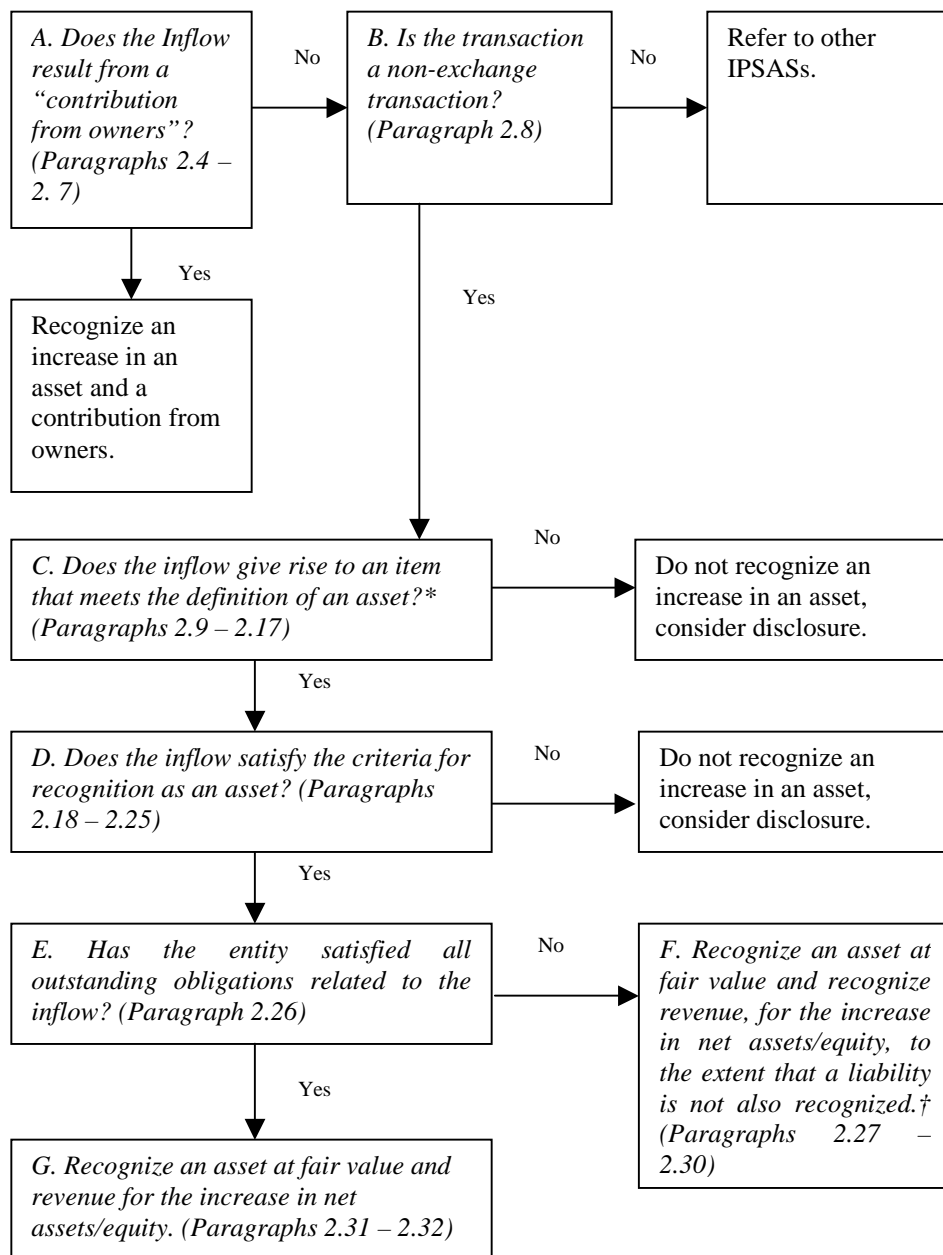 A. Does the Inflow
result from a
“contribution
from owners”?
(Paragraphs 2.4 –
2. 7)
No
B. Is the transaction
a non-exchange
transaction?
(Paragraph 2.8)
No
Refer to other
IPSASs.
Yes
Recognize an
increase in an
asset and a
contribution from
owners.
Yes
C. Does the inflow give rise to an item
that meets the definition of an asset?*
(Paragraphs 2.9 – 2.17)
No
Do not recognize an
increase in an asset,
consider disclosure.
Yes
D. Does the inflow satisfy the criteria for
recognition as an asset? (Paragraphs
2.18 – 2.25)
No
Do not recognize an
increase in an asset,
consider disclosure.
Yes
E. Has the entity satisfied all
outstanding obligations related to the
inflow? (Paragraph 2.26)
No
F. Recognize an asset at
fair value and recognize
revenue, for the increase
in net assets/equity, to
the extent that a liability
is not also recognized.†
(Paragraphs 2.27 –
2.30)
Yes
G. Recognize an asset at fair value and
revenue for the increase in net
assets/equity. (Paragraphs 2.31 – 2.32)